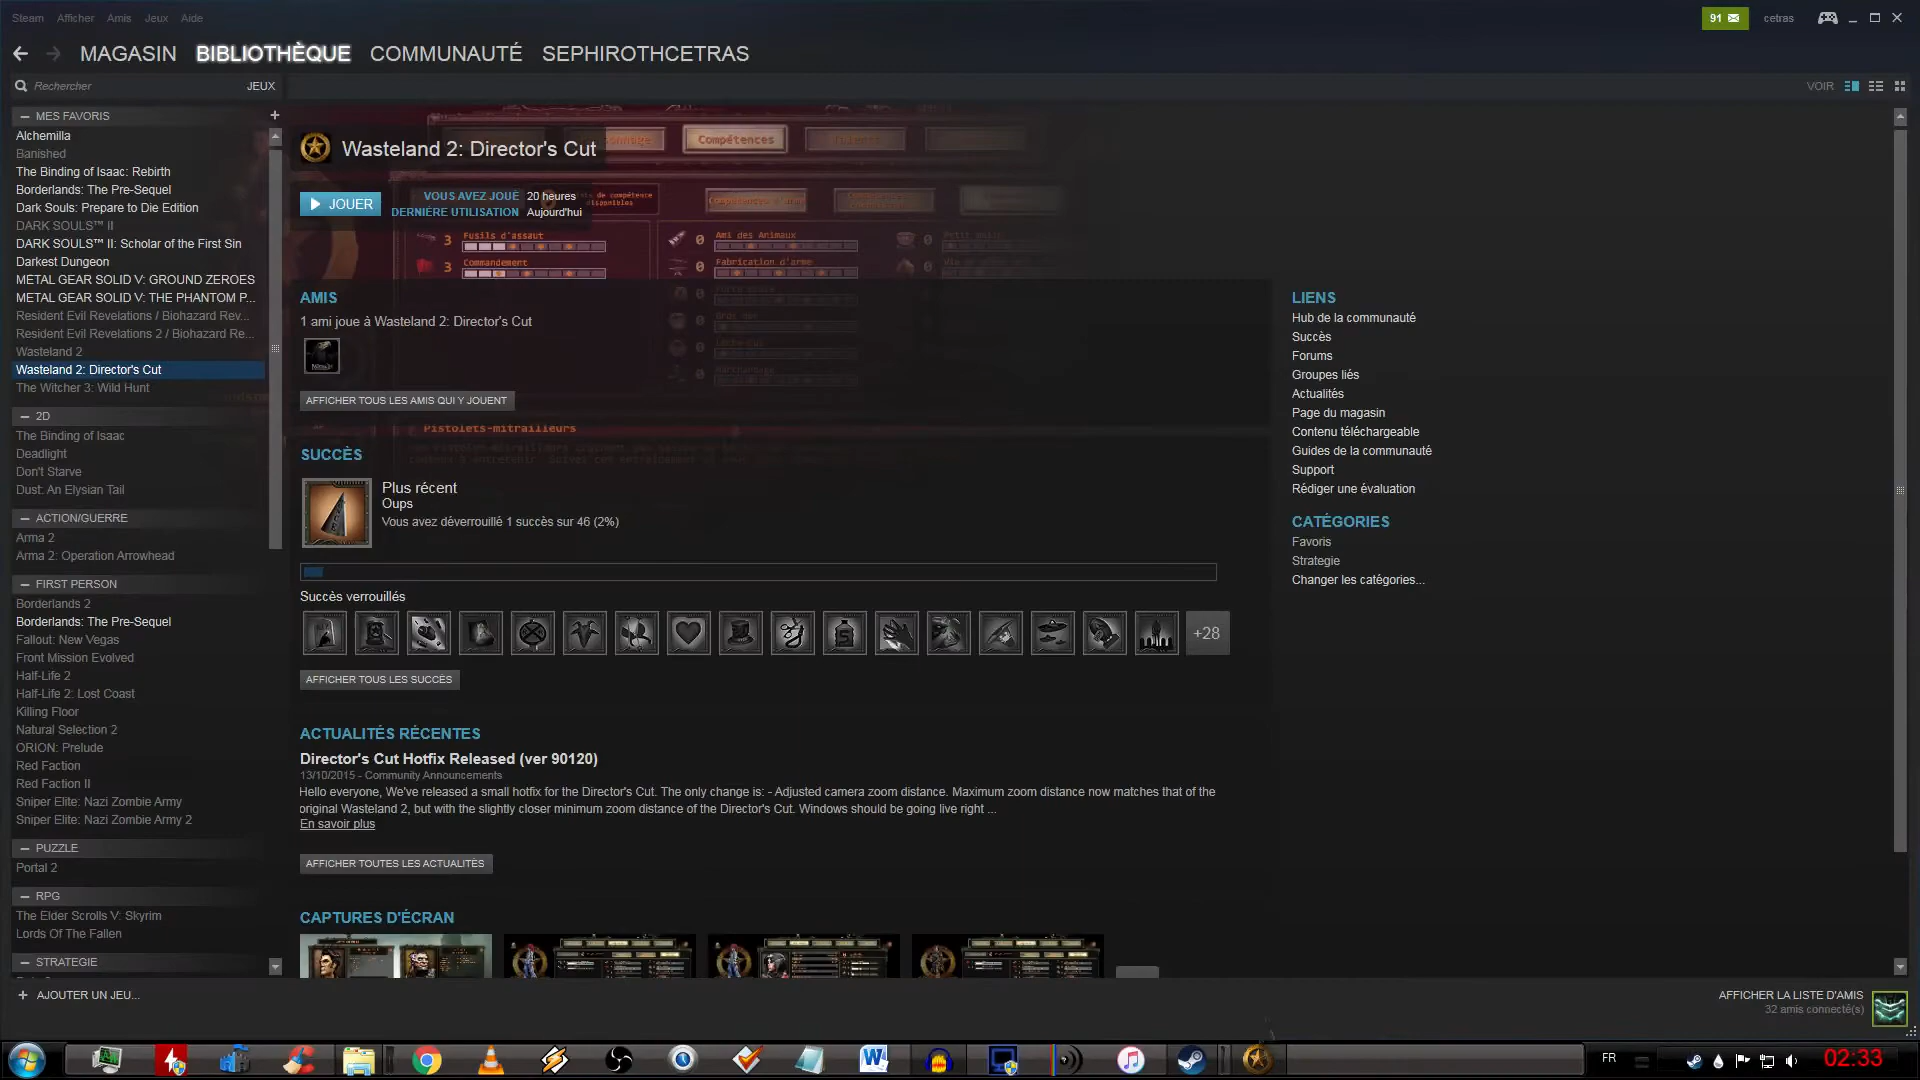 Steam Afficher Amis Jeux Aide
91 cetras
MAGASIN BIBLIOTHÈQUE COMMUNAUTÉ SEPHIROTHCETRAS
Rechercher JEUX
VOIR
— MES FAVORIS +
Alchemilla
Banished
The Binding of Isaac: Rebirth
Borderlands: The Pre-Sequel
Dark Souls: Prepare to Die Edition
DARK SOULS™ II
DARK SOULS™ II: Scholar of the First Sin
Darkest Dungeon
METAL GEAR SOLID V: GROUND ZEROES
METAL GEAR SOLID V: THE PHANTOM P...
Resident Evil Revelations / Biohazard Rev...
Resident Evil Revelations 2 / Biohazard Re...
Wasteland 2
Wasteland 2: Director's Cut
The Witcher 3: Wild Hunt
— 2D
The Binding of Isaac
Deadlight
Don't Starve
Dust: An Elysian Tail
— ACTION/GUERRE
Arma 2
Arma 2: Operation Arrowhead
— FIRST PERSON
Borderlands 2
Borderlands: The Pre-Sequel
Fallout: New Vegas
Front Mission Evolved
Half-Life 2
Half-Life 2: Lost Coast
Killing Floor
Natural Selection 2
ORION: Prelude
Red Faction
Red Faction II
Sniper Elite: Nazi Zombie Army
Sniper Elite: Nazi Zombie Army 2
— PUZZLE
Portal 2
— RPG
The Elder Scrolls V: Skyrim
Lords Of The Fallen
— STRATEGIE
+ AJOUTER UN JEU...
Wasteland 2: Director's Cut
Compétences
JOUER
VOUS AVEZ JOUÉ 20 heures
DERNIÈRE UTILISATION Aujourd'hui
disponibles
3 Fusils d'assaut
0 Ami des Animaux
3 Commandement
0 Fabrication d'arme
AMIS
1 ami joue à Wasteland 2: Director's Cut
AFFICHER TOUS LES AMIS QUI Y JOUENT
Pistolets-mitrailleurs
SUCCÈS
Plus récent
Oups
Vous avez déverrouillé 1 succès sur 46 (2%)
Succès verrouillés
+28
AFFICHER TOUS LES SUCCÈS
ACTUALITÉS RÉCENTES
Director's Cut Hotfix Released (ver 90120)
13/10/2015 - Community Announcements
Hello everyone, We've released a small hotfix for the Director's Cut. The only change is: - Adjusted camera zoom distance. Maximum zoom distance now matches that of the
original Wasteland 2, but with the slightly closer minimum zoom distance of the Director's Cut. Windows should be going live right ...
En savoir plus
AFFICHER TOUTES LES ACTUALITÉS
CAPTURES D'ÉCRAN
LIENS
Hub de la communauté
Succès
Forums
Groupes liés
Actualités
Page du magasin
Contenu téléchargeable
Guides de la communauté
Support
Rédiger une évaluation
CATÉGORIES
Favoris
Strategie
Changer les catégories...
AFFICHER LA LISTE D'AMIS
32 amis connecté(s)
FR
02:33